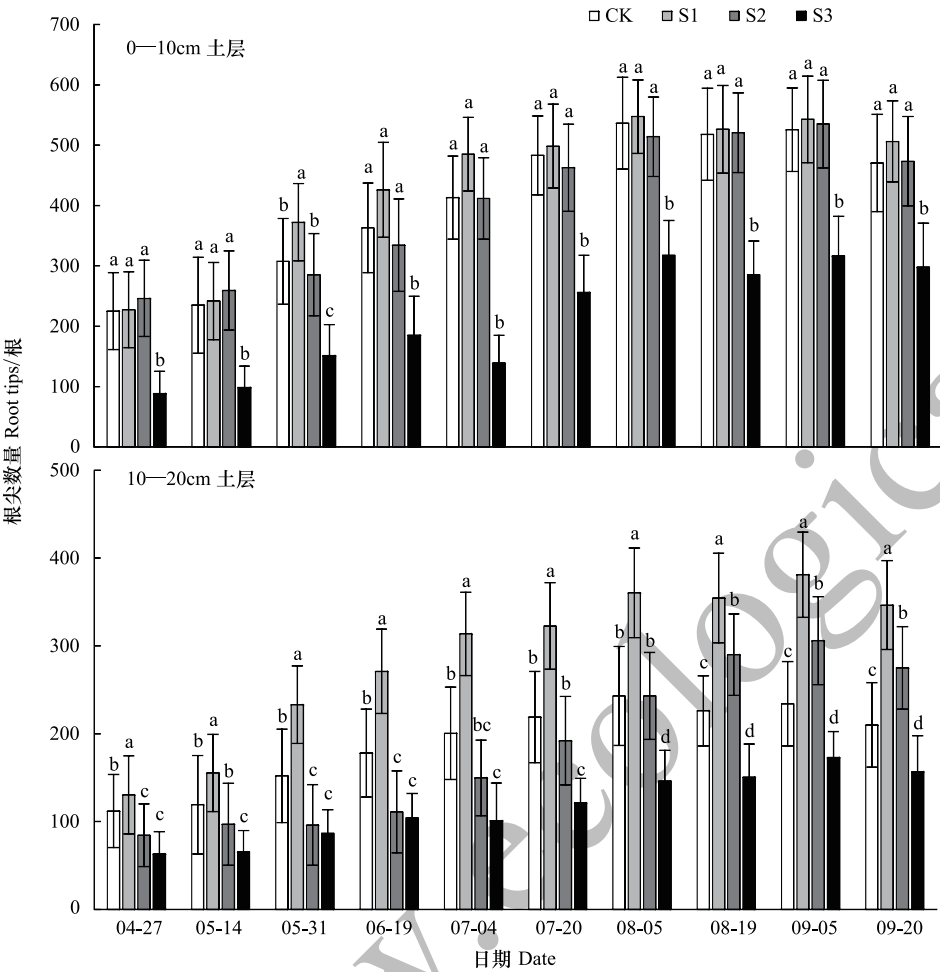 CK S1 S2 S3
700
0—10cm 土层
600
500
400
300
200
100
0
a a a b
a a a b
b a b c
a a a b
a a a b
a a a b
a a a b
a a a b
a a a b
a a a b
根尖数量 Root tips/根
500
10—20cm 土层
400
300
200
100
0
b a c c
b a b c
b a c c
b a c c
b a bc c
b a b c
b a b d
c a b d
c a b d
c a b c
04-27 05-14 05-31 06-19 07-04 07-20 08-05 08-19 09-05 09-20
日期 Date
y.ecologic